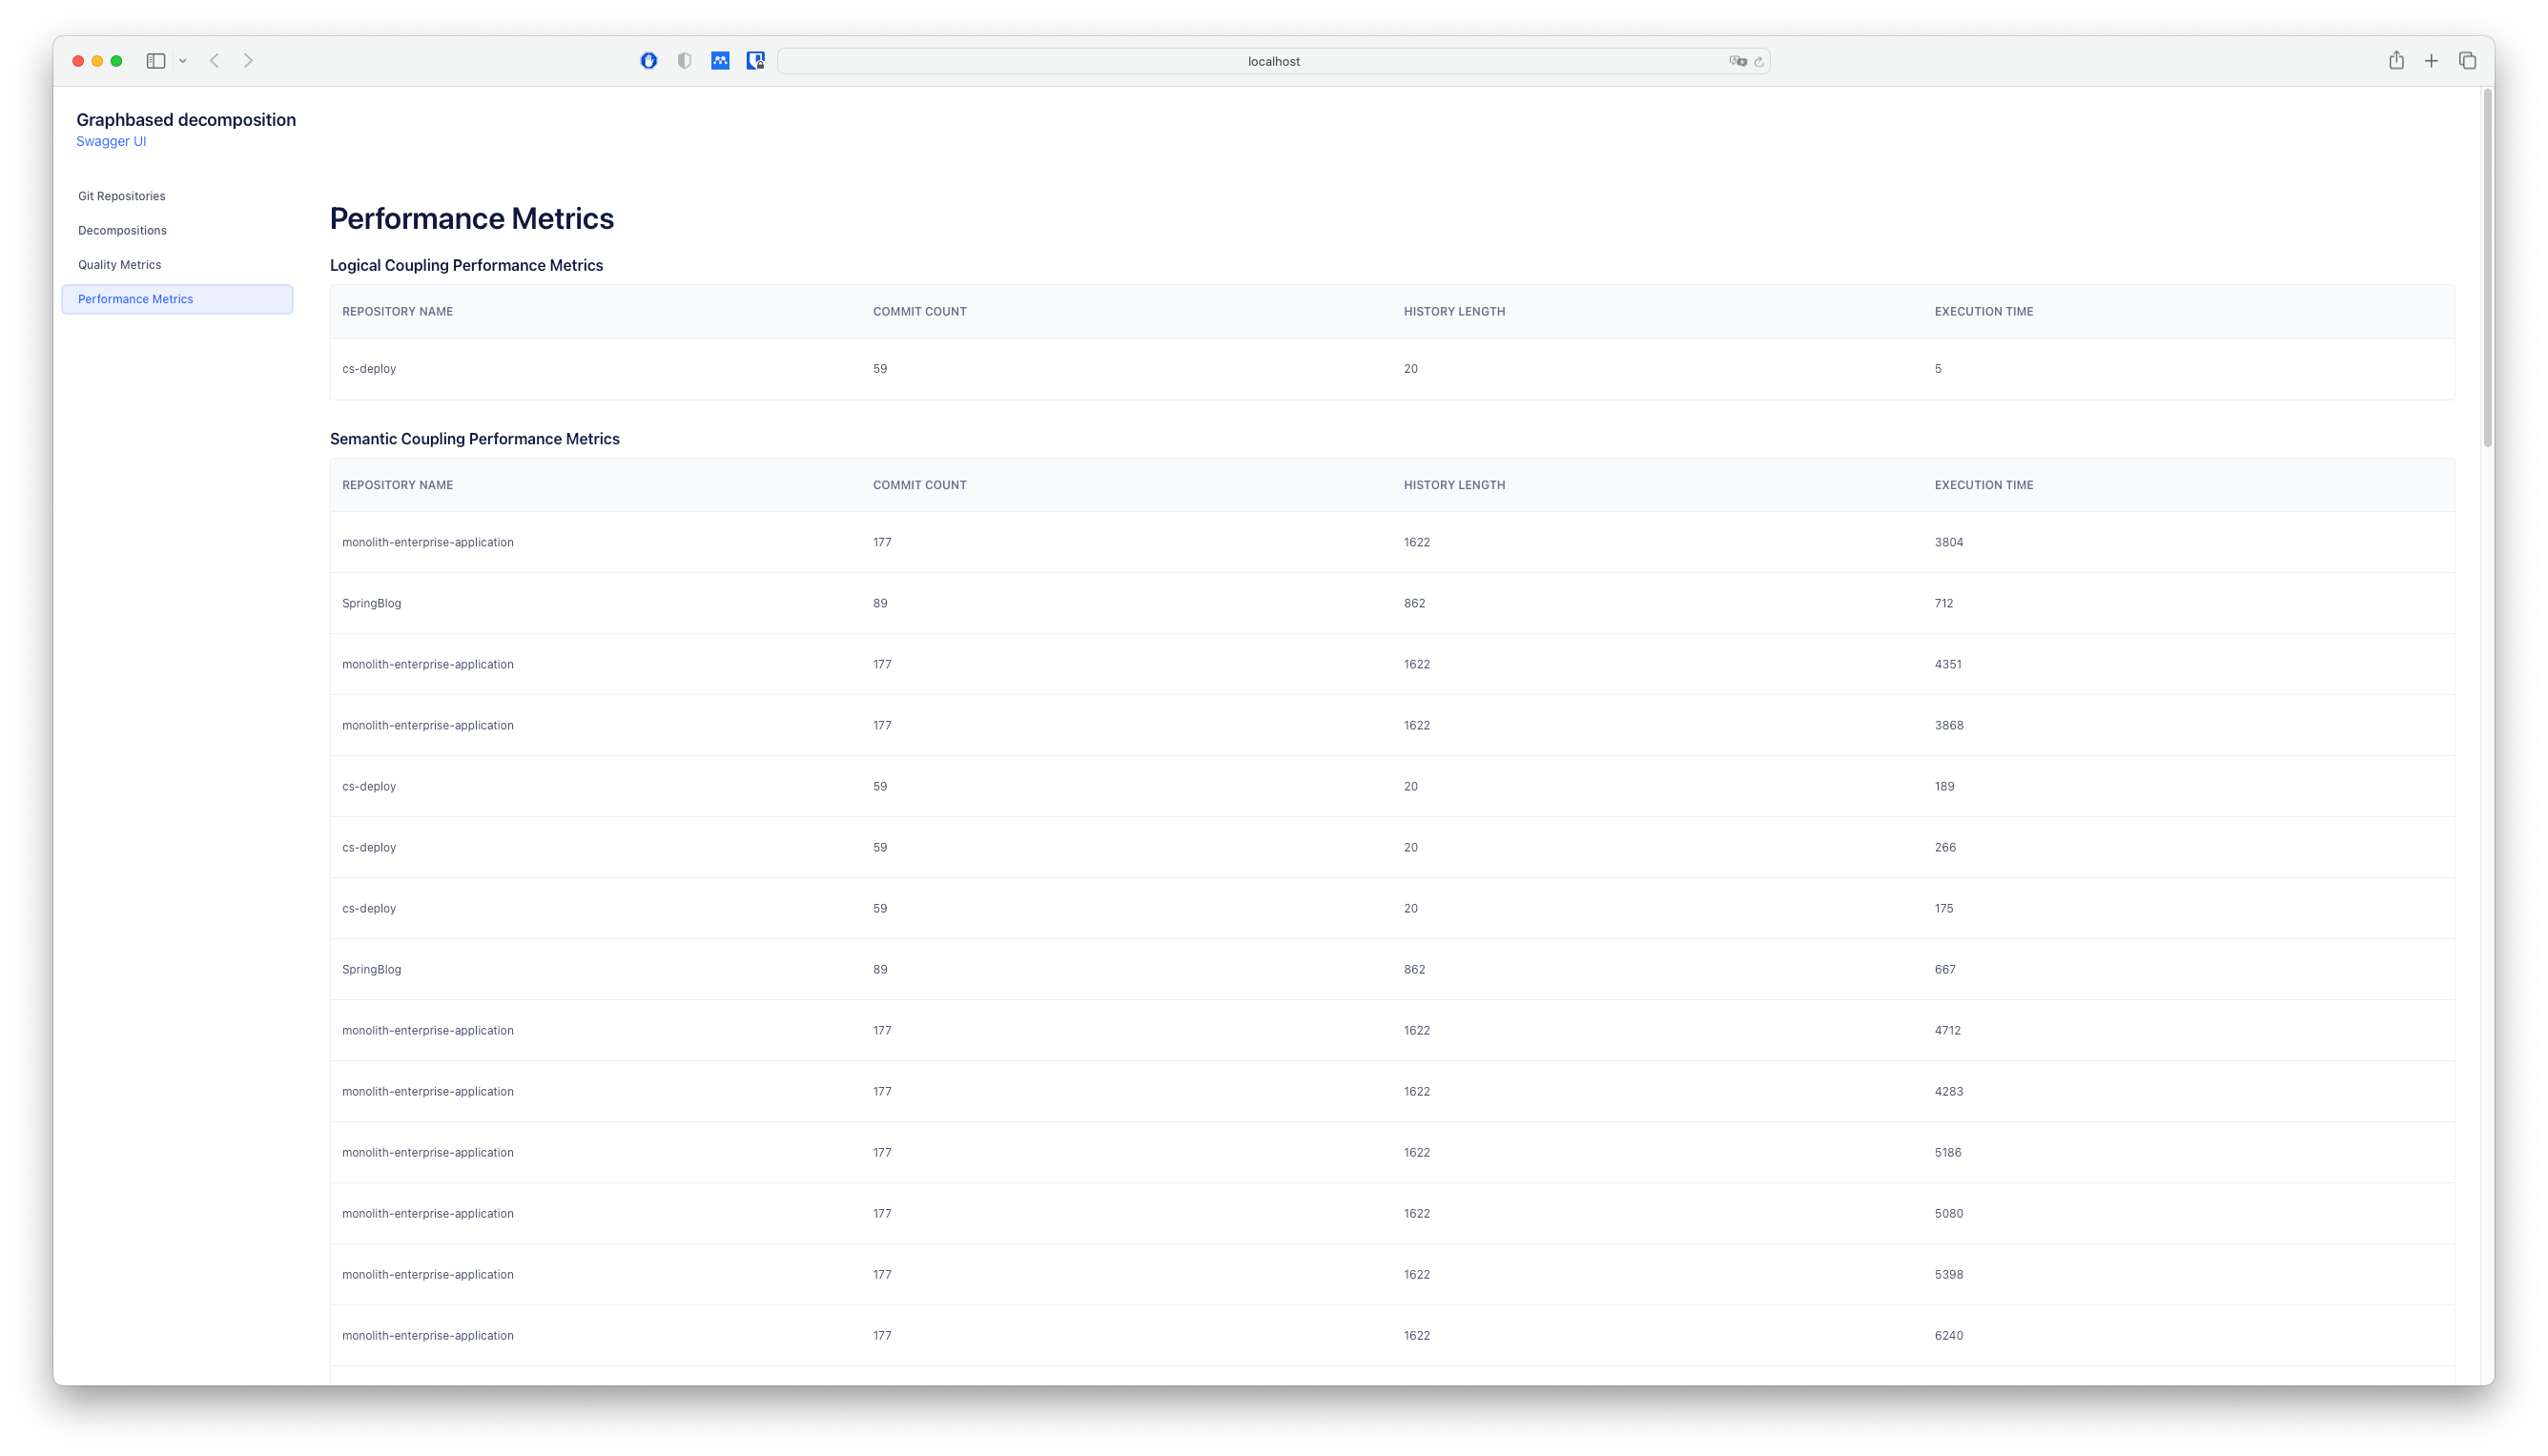 localhost
Graphbased decomposition
Swagger UI
Git Repositories
Decompositions
Quality Metrics
Performance Metrics
Performance Metrics
Logical Coupling Performance Metrics
REPOSITORY NAME COMMIT COUNT HISTORY LENGTH EXECUTION TIME
cs-deploy 59 20 5
Semantic Coupling Performance Metrics
REPOSITORY NAME COMMIT COUNT HISTORY LENGTH EXECUTION TIME
monolith-enterprise-application 177 1622 3804
SpringBlog 89 862 712
monolith-enterprise-application 177 1622 4351
monolith-enterprise-application 177 1622 3868
cs-deploy 59 20 189
cs-deploy 59 20 266
cs-deploy 59 20 175
SpringBlog 89 862 667
monolith-enterprise-application 177 1622 4712
monolith-enterprise-application 177 1622 4283
monolith-enterprise-application 177 1622 5186
monolith-enterprise-application 177 1622 5080
monolith-enterprise-application 177 1622 5398
monolith-enterprise-application 177 1622 6240